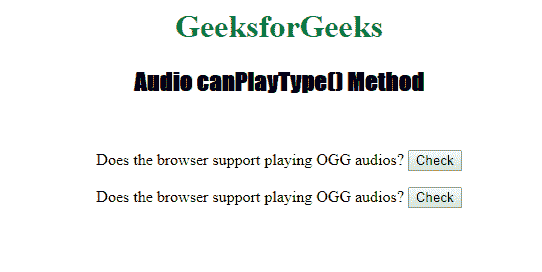 GeeksforGeeks
Audio canPlayType() Method
Does the browser support playing OGG audios? Check
Does the browser support playing OGG audios? Check